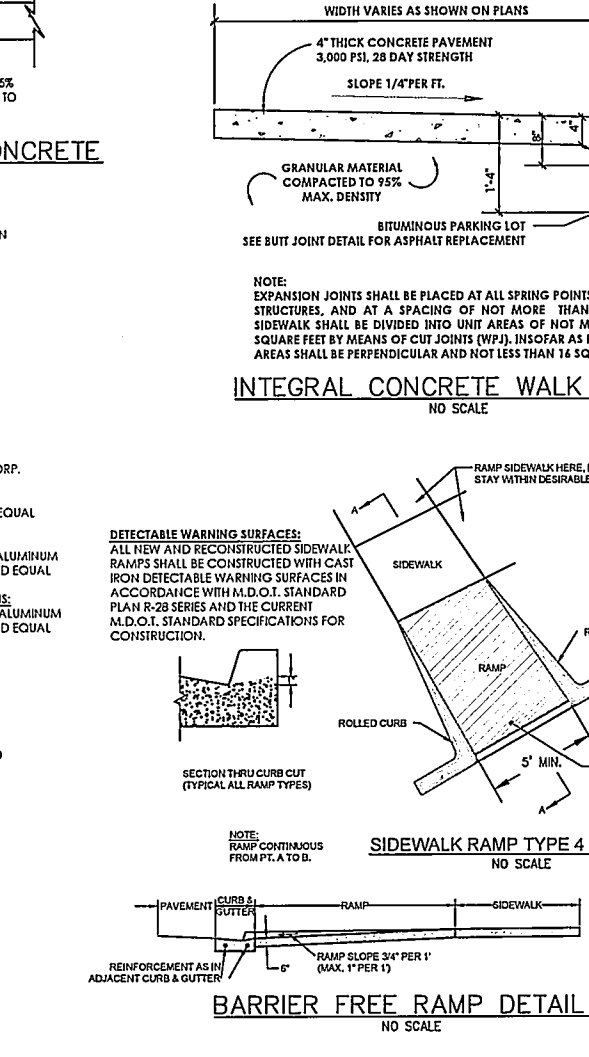 WIDTH VARIES AS SHOWN ON PLANS
4" THICK CONCRETE PAVEMENT
3,000 PSI, 28 DAY STRENGTH
SLOPE 1/4"PER FT.
8"
4"
1'-4"
GRANULAR MATERIAL
COMPACTED TO 95%
MAX. DENSITY
BITUMINOUS PARKING LOT
SEE BUTT JOINT DETAIL FOR ASPHALT REPLACEMENT
NOTE:
EXPANSION JOINTS SHALL BE PLACED AT ALL SPRING POINTS
STRUCTURES, AND AT A SPACING OF NOT MORE THAN
SIDEWALK SHALL BE DIVIDED INTO UNIT AREAS OF NOT M
SQUARE FEET BY MEANS OF CUT JOINTS (WPJ). INSOFAR AS
AREAS SHALL BE PERPENDICULAR AND NOT LESS THAN 16 SQ
INTEGRAL CONCRETE WALK
NO SCALE
TO
ONCRETE
N
ORP.
EQUAL
ALUMINUM
D EQUAL
NS:
ALUMINUM
D EQUAL
DETECTABLE WARNING SURFACES:
ALL NEW AND RECONSTRUCTED SIDEWALK
RAMPS SHALL BE CONSTRUCTED WITH CAST
IRON DETECTABLE WARNING SURFACES IN
ACCORDANCE WITH M.D.O.T. STANDARD
PLAN R-28 SERIES AND THE CURRENT
M.D.O.T. STANDARD SPECIFICATIONS FOR
CONSTRUCTION.
SECTION THRU CURB CUT
(TYPICAL ALL RAMP TYPES)
RAMP SIDEWALK HERE,
STAY WITHIN DESIRABLE
A
SIDEWALK
RAMP
ROLLED CURB
5' MIN.
A
NOTE:
RAMP CONTINUOUS
FROM PT. A TO B.
SIDEWALK RAMP TYPE 4
NO SCALE
PAVEMENT
CURB &
GUTTER
RAMP
SIDEWALK
RAMP SLOPE 3/4" PER 1'
(MAX. 1" PER 1')
6"
REINFORCEMENT AS IN
ADJACENT CURB & GUTTER
BARRIER FREE RAMP DETAIL
NO SCALE